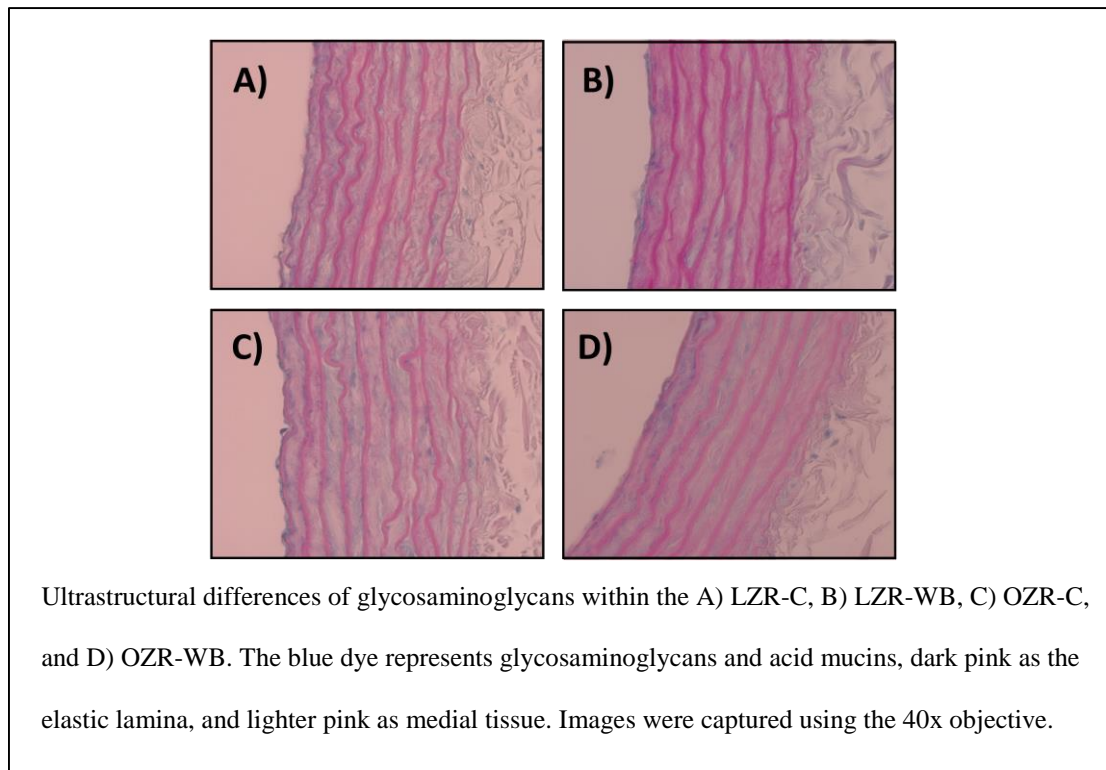 A)
B)
C)
D)
Ultrastructural differences of glycosaminoglycans within the A) LZR-C, B) LZR-WB, C) OZR-C,
and D) OZR-WB. The blue dye represents glycosaminoglycans and acid mucins, dark pink as the
elastic lamina, and lighter pink as medial tissue. Images were captured using the 40x objective.